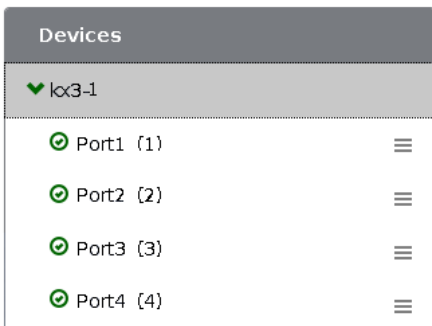 Devices
kx3-1
Port1 (1)
Port2 (2)
Port3 (3)
Port4 (4)